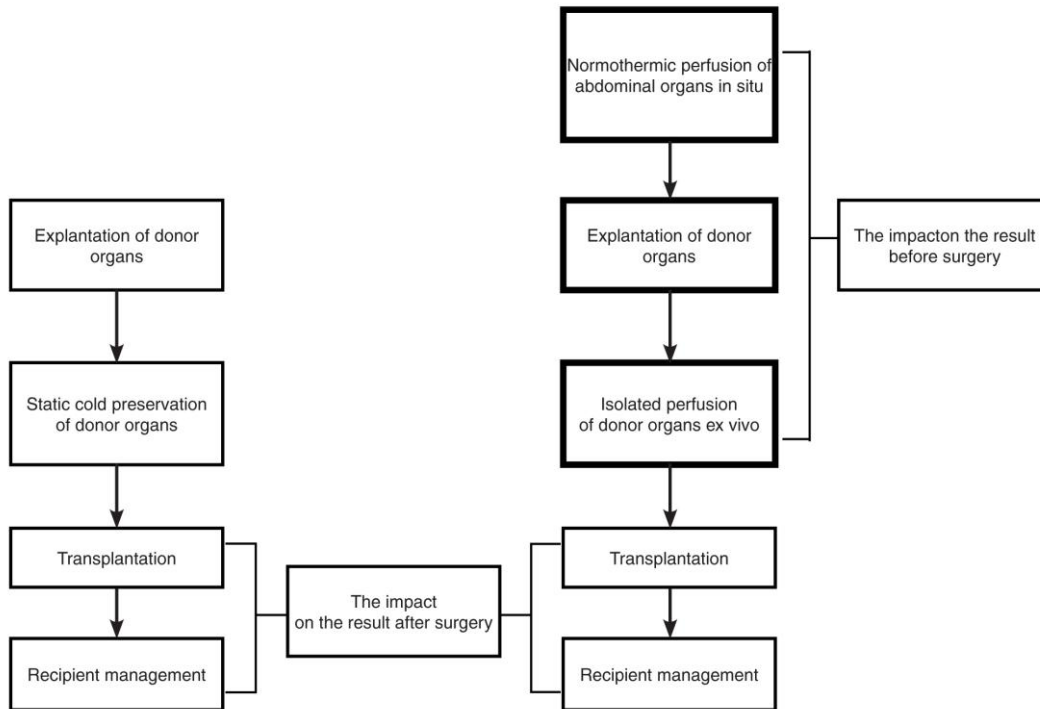 Normothermic perfusion of
abdominal organs in situ
Explantation of donor
organs
Explantation of donor
organs
The impacton the result
before surgery
Static cold preservation
of donor organs
Isolated perfusion
of donor organs ex vivo
Transplantation
Transplantation
The impact
on the result after surgery
Recipient management
Recipient management